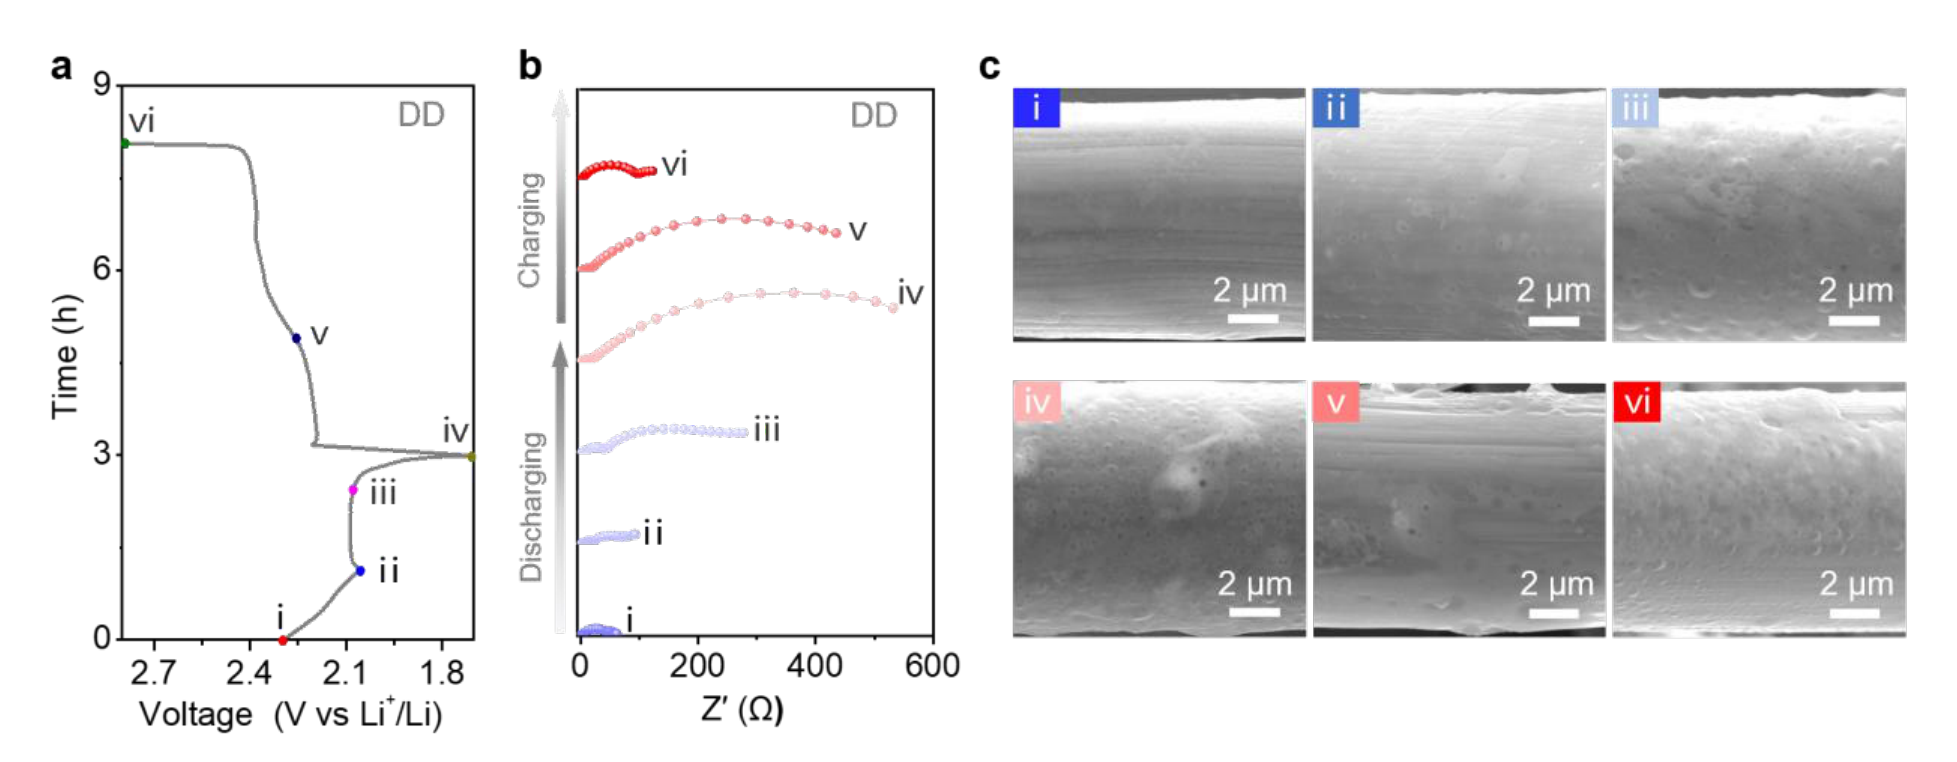 a
9
6
3
0
Time (h)
DD
vi
v
iv
iii
ii
i
2.7 2.4 2.1 1.8
Voltage (V vs Li⁺/Li)
b
Charging
Discharging
DD
vi
v
iv
iii
ii
i
0 200 400 600
Z′ (Ω)
c
i
2 μm
ii
2 μm
iii
2 μm
iv
2 μm
v
2 μm
vi
2 μm